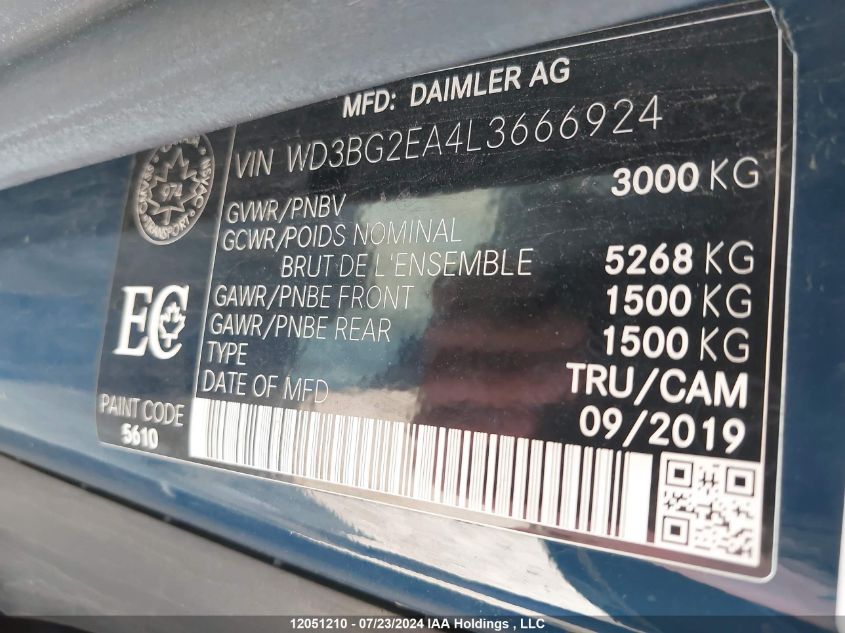 MFD: DAIMLER AG
VIN WD3BG2EA4L3666924
GVWR/PNBV 3000 KG
GCWR/POIDS NOMINAL
BRUT DE L'ENSEMBLE 5268 KG
GAWR/PNBE FRONT 1500 KG
GAWR/PNBE REAR 1500 KG
TYPE TRU/CAM
DATE OF MFD 09/2019
974
TRANSPORT
EC
PAINT CODE
5610
12051210 - 07/23/2024 IAA Holdings , LLC